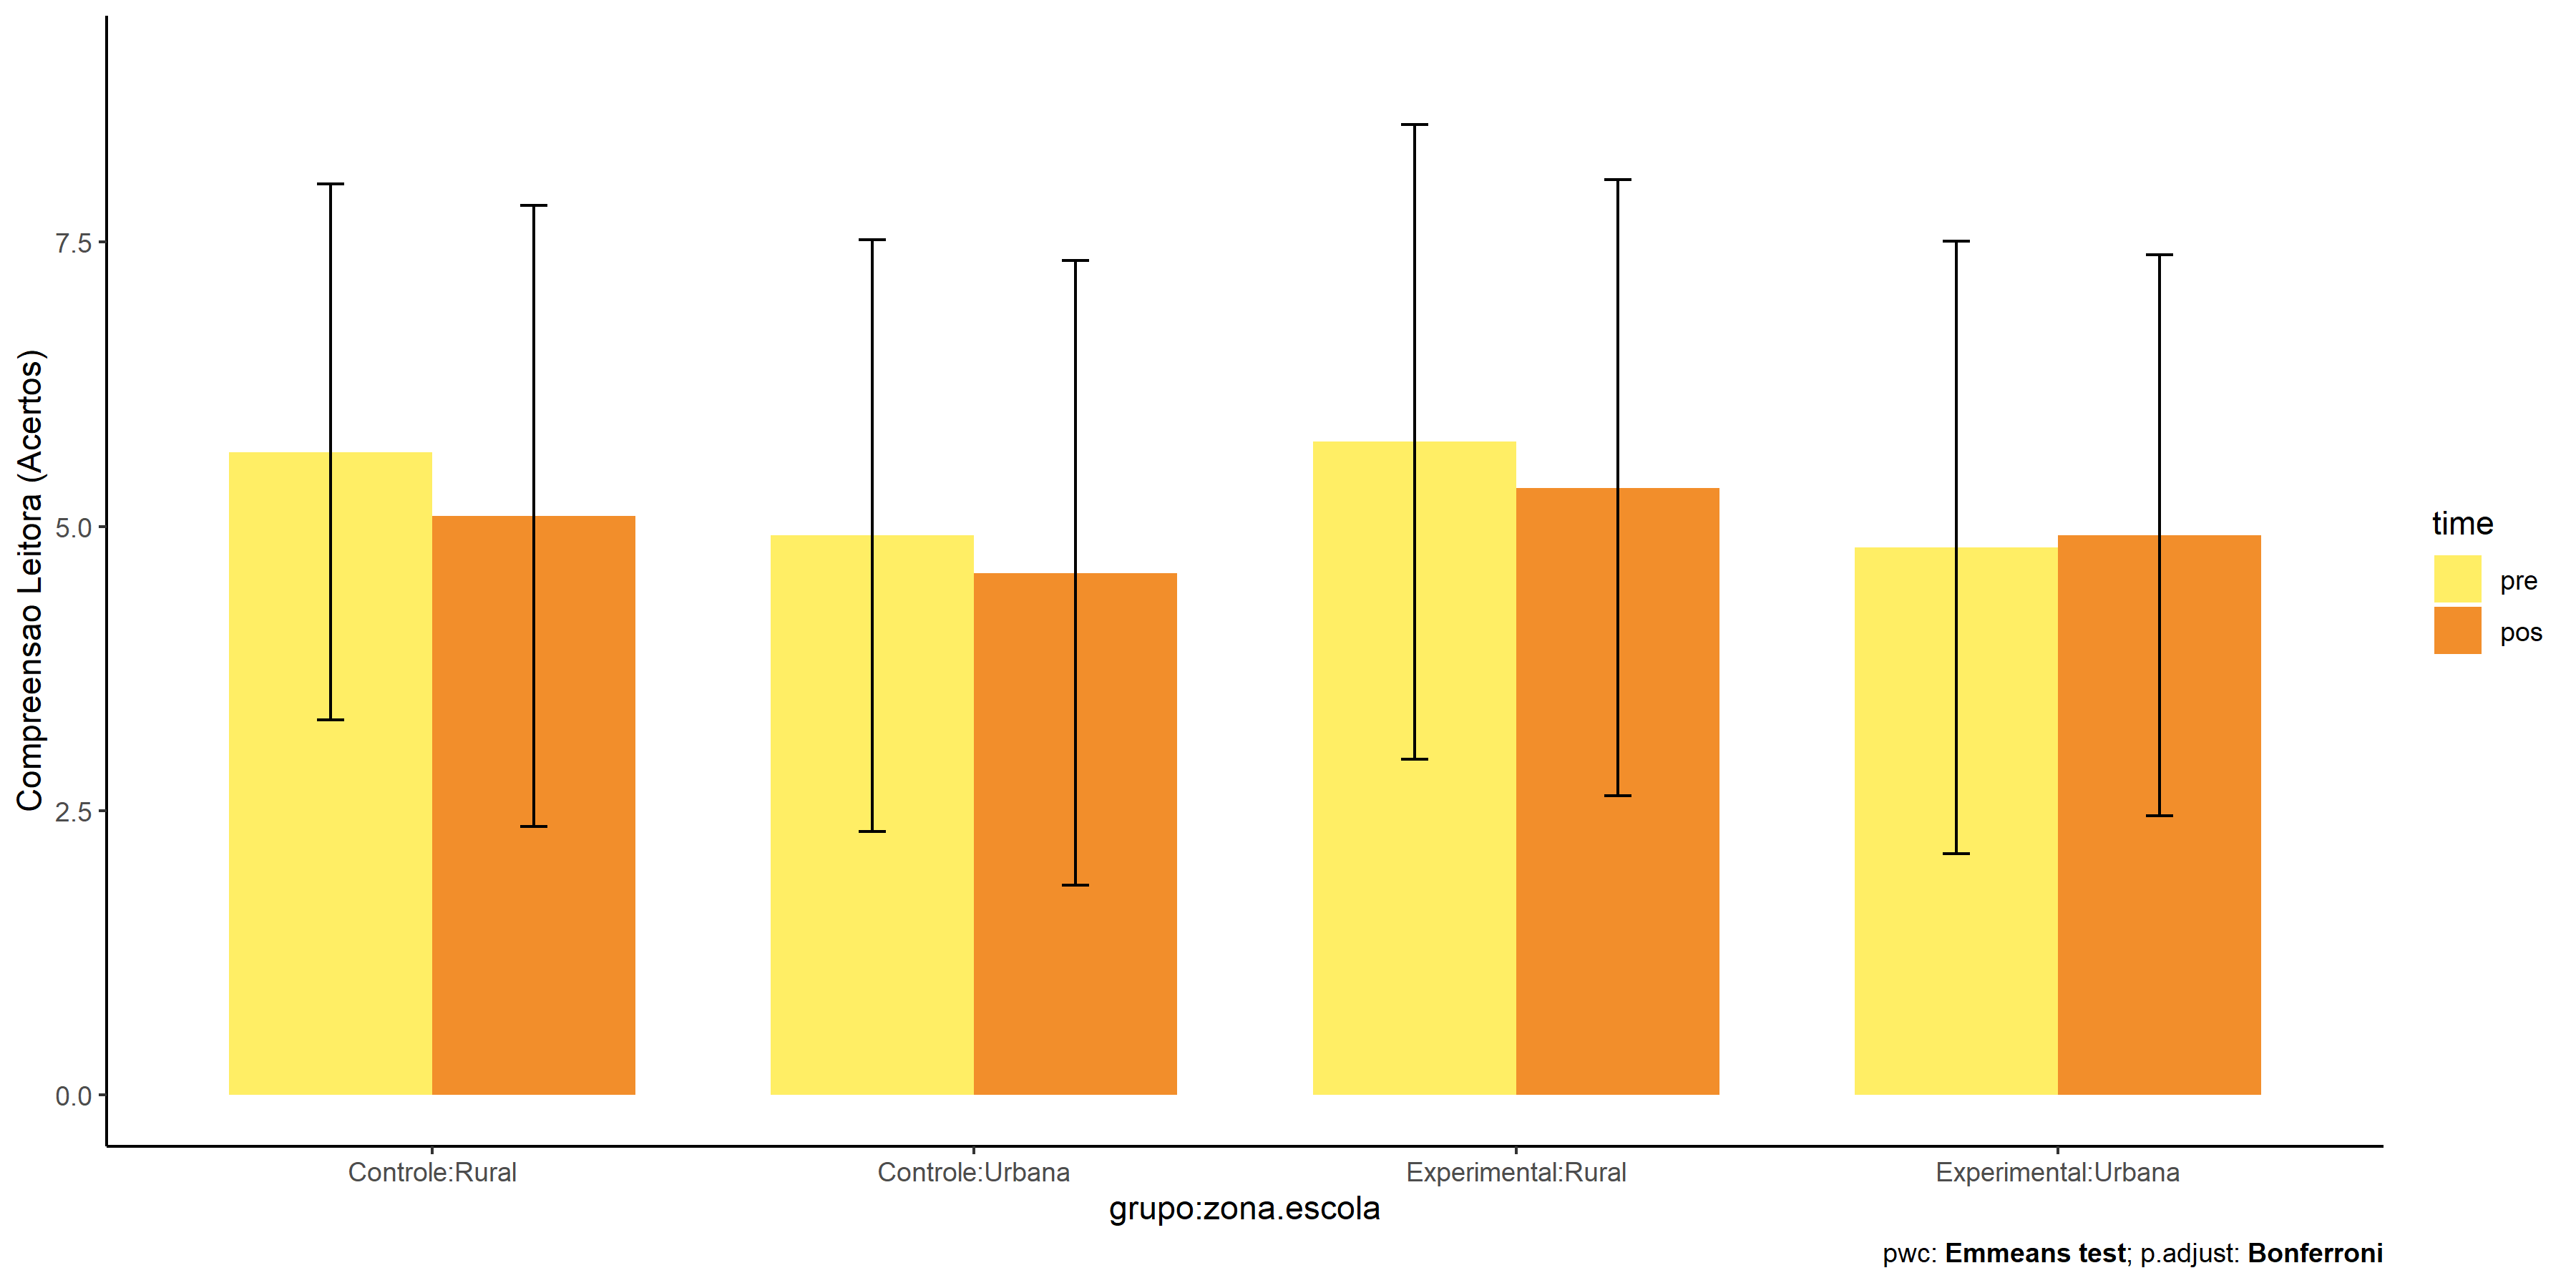 Compreensao Leitora (Acertos)
7.5
5.0
2.5
0.0
Controle:Rural
Controle:Urbana
Experimental:Rural
Experimental:Urbana
grupo:zona.escola
time
pre
pos
pwc: Emmeans test; p.adjust: Bonferroni